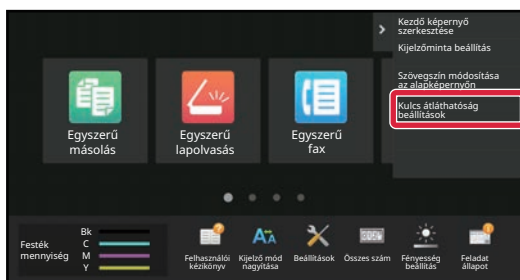 Kezdő képernyő
szerkesztése
Kijelzőminta beállítás
Szövegszín módosítása
az alapképernyőn
Kulcs átláthatóság
beállítások
Egyszerű
másolás
Egyszerű
lapolvasás
Egyszerű
fax
Festék
mennyiség
Bk
C
M
Y
Felhasználói
kézikönyv
Kijelző mód
nagyítása
Beállítások
Összes szám
Fényesség
beállítás
Feladat
állapot